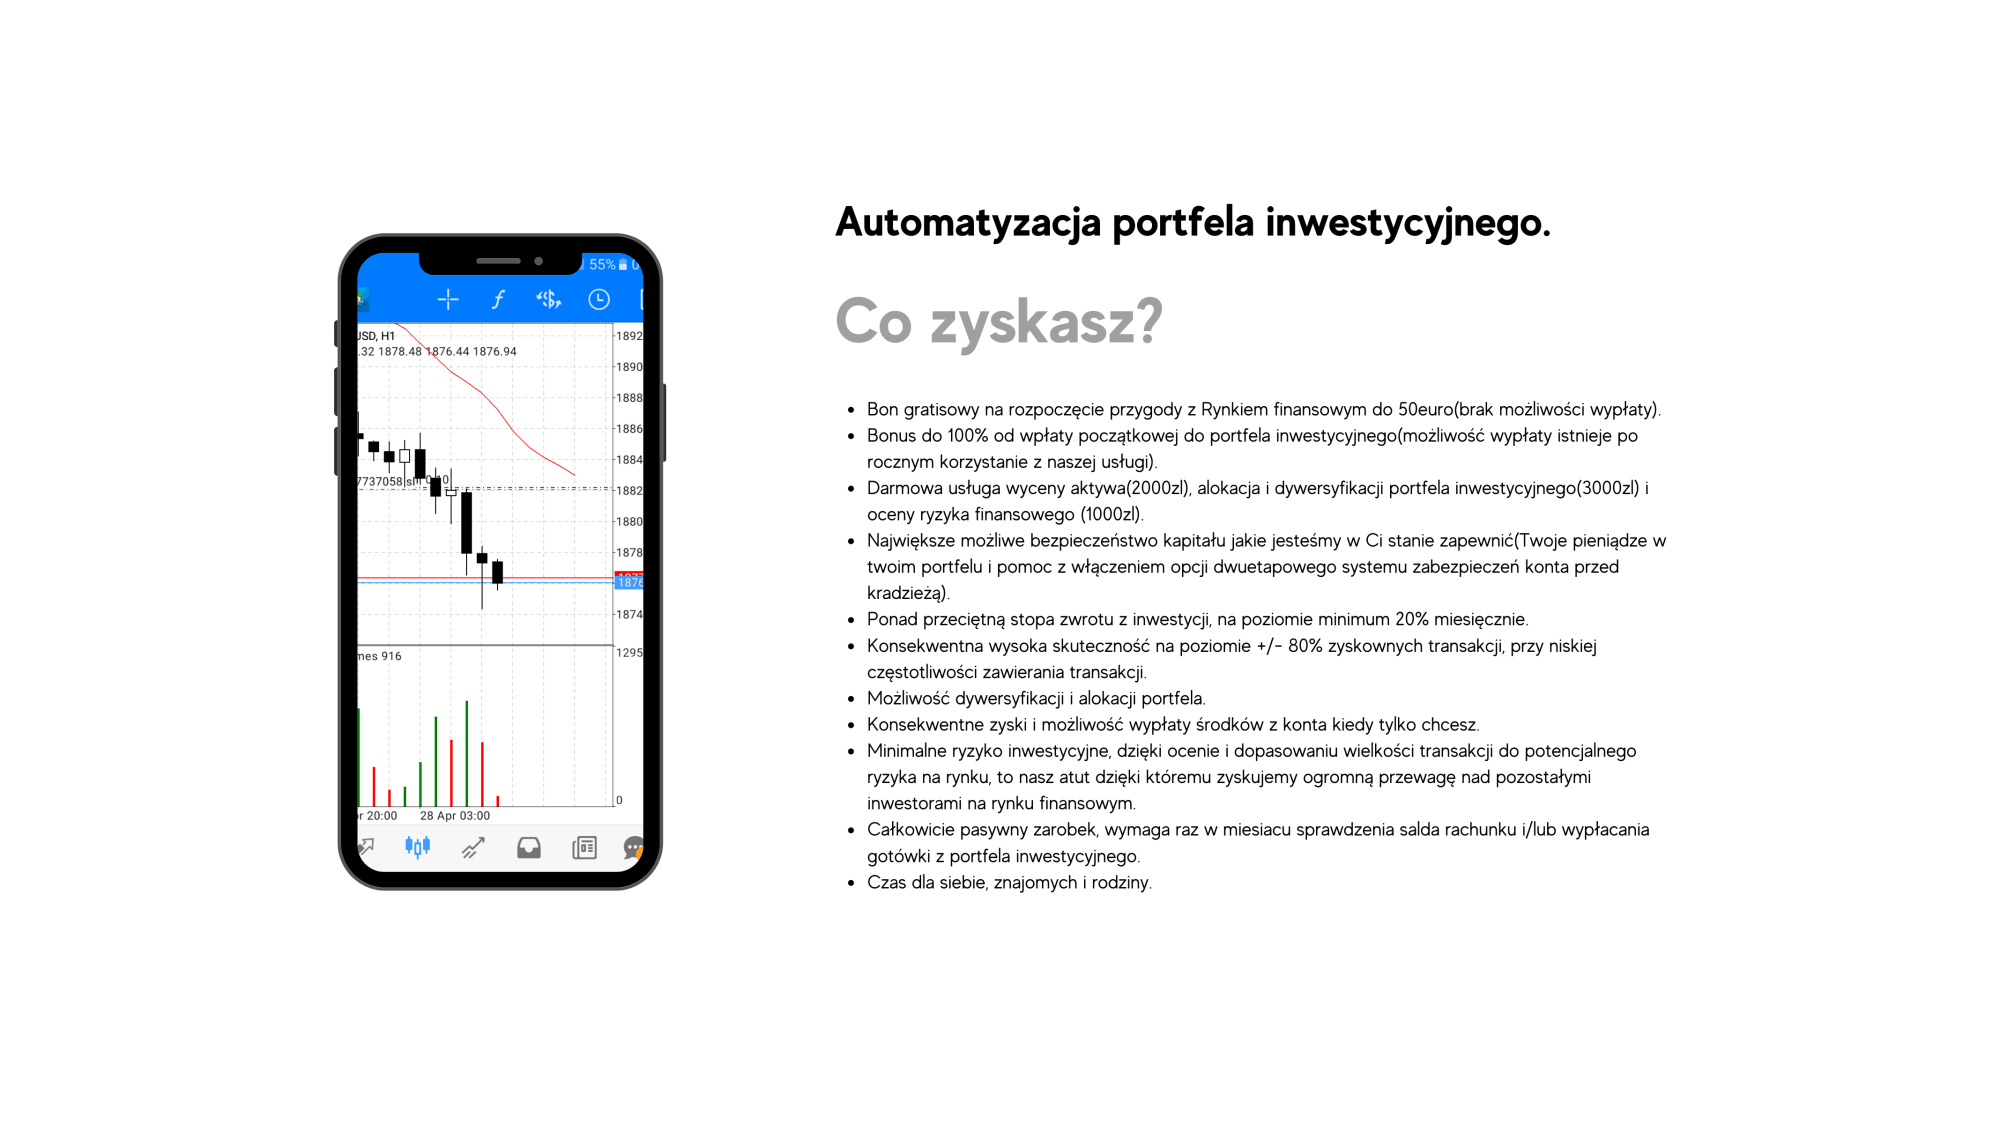 Automatyzacja portfela inwestycyjnego.
Co zyskasz?
• Bon gratisowy na rozpoczęcie przygody z Rynkiem finansowym do 50euro(brak możliwości wypłaty).
• Bonus do 100% od wpłaty początkowej do portfela inwestycyjnego(możliwość wypłaty istnieje po
rocznym korzystanie z naszej usługi).
• Darmowa usługa wyceny aktywa(2000zl), alokacja i dywersyfikacji portfela inwestycyjnego(3000zl) i
oceny ryzyka finansowego (1000zl).
• Największe możliwe bezpieczeństwo kapitału jakie jesteśmy w Ci stanie zapewnić(Twoje pieniądze w
twoim portfelu i pomoc z włączeniem opcji dwuetapowego systemu zabezpieczeń konta przed
kradzieżą).
• Ponad przeciętną stopa zwrotu z inwestycji, na poziomie minimum 20% miesięcznie.
• Konsekwentna wysoka skuteczność na poziomie +/- 80% zyskownych transakcji, przy niskiej
częstotliwości zawierania transakcji.
• Możliwość dywersyfikacji i alokacji portfela.
• Konsekwentne zyski i możliwość wypłaty środków z konta kiedy tylko chcesz.
• Minimalne ryzyko inwestycyjne, dzięki ocenie i dopasowaniu wielkości transakcji do potencjalnego
ryzyka na rynku, to nasz atut dzięki któremu zyskujemy ogromną przewagę nad pozostałymi
inwestorami na rynku finansowym.
• Całkowicie pasywny zarobek, wymaga raz w miesiacu sprawdzenia salda rachunku i/lub wypłacania
gotówki z portfela inwestycyjnego.
• Czas dla siebie, znajomych i rodziny.
55%
USD, H1
.32 1878.48 1876.44 1876.94
1892
1890
1888
1886
1884
7737058 sl
1882
1880
1878
1876
1874
mes 916
1295
0
20:00
28 Apr 03:00